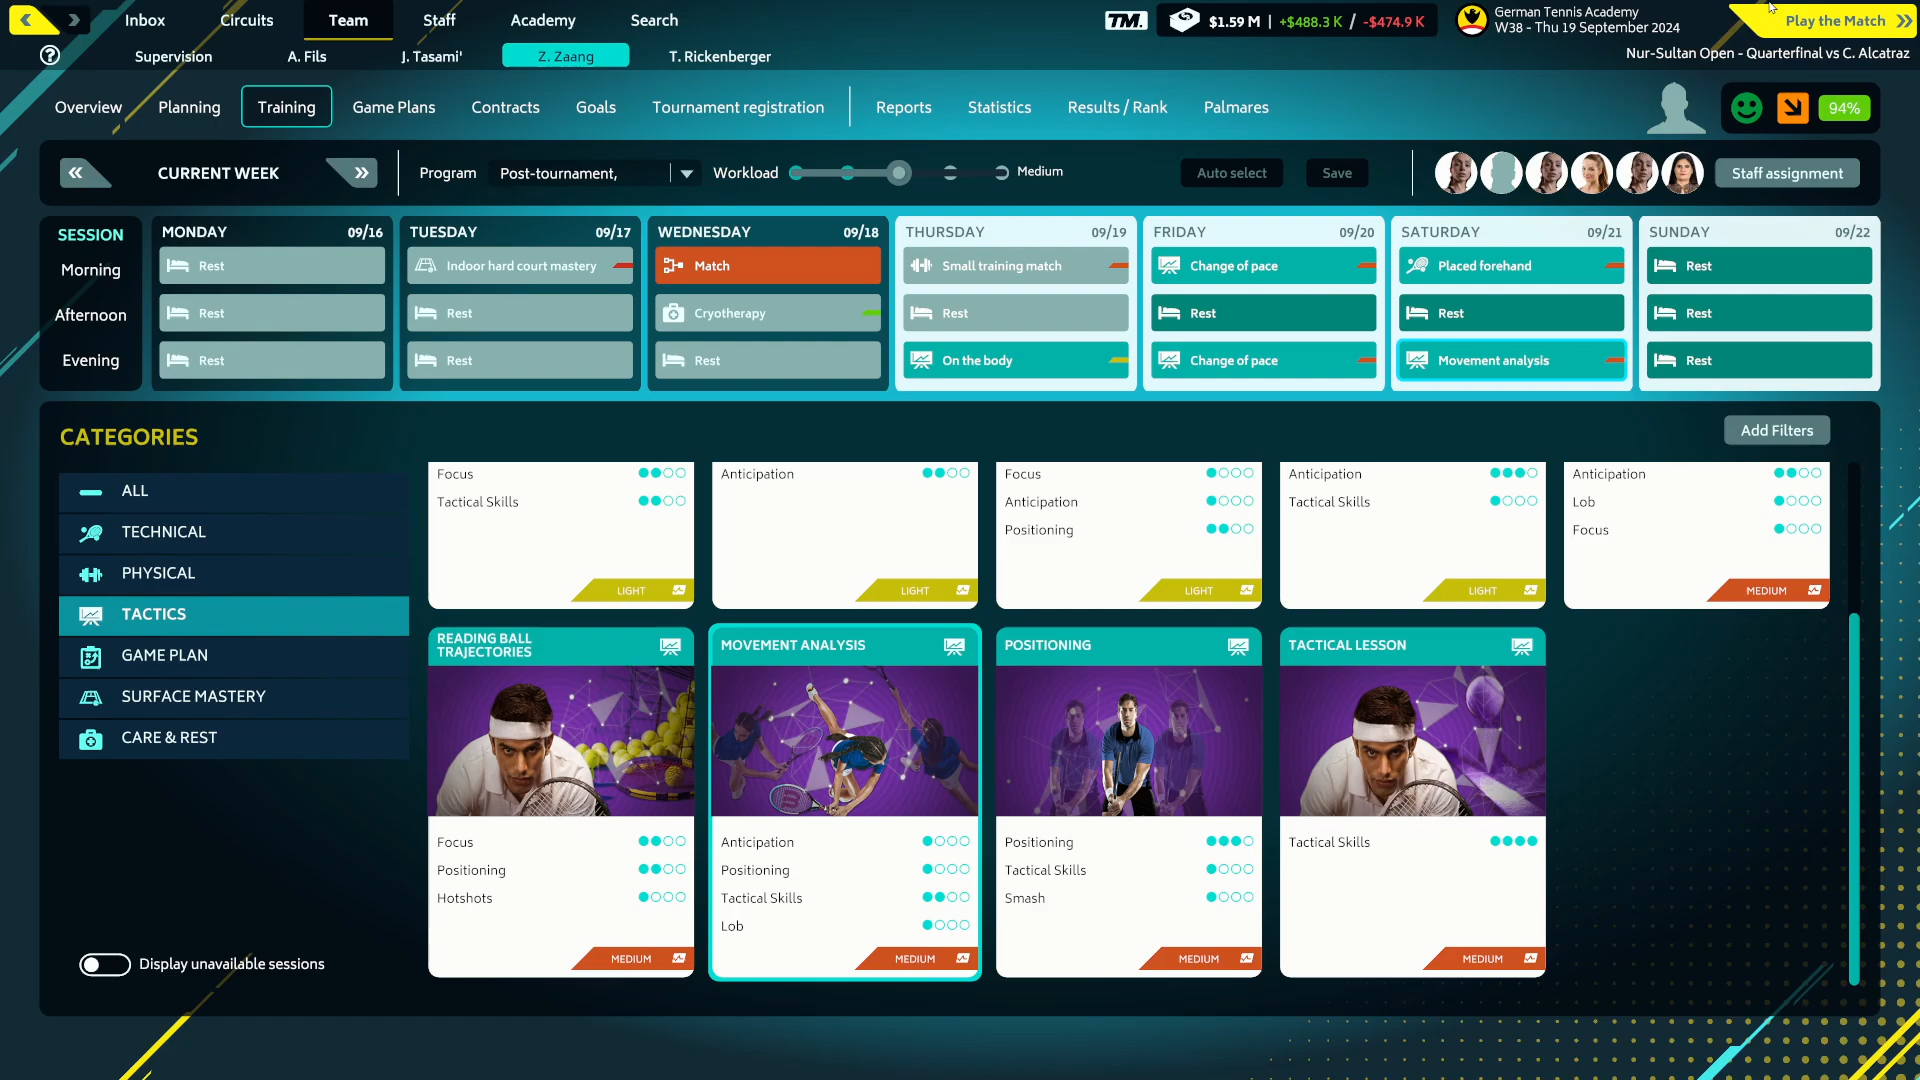 Inbox
Circuits
Team
Staff
Academy
Search
TM.
$1.59 M | +$488.3 K / -$474.9 K
German Tennis Academy
W38 - Thu 19 September 2024
Play the Match
Supervision
A. Fils
J. Tasami'
Z. Zaang
T. Rickenberger
Nur-Sultan Open - Quarterfinal vs C. Alcatraz
Overview
Planning
Training
Game Plans
Contracts
Goals
Tournament registration
Reports
Statistics
Results / Rank
Palmares
94%
CURRENT WEEK
Program
Post-tournament,
Workload
Medium
Auto select
Save
Staff assignment
SESSION
Morning
Afternoon
Evening
MONDAY 09/16
Rest
Rest
Rest
TUESDAY 09/17
Indoor hard court mastery
Rest
Rest
WEDNESDAY 09/18
Match
Cryotherapy
Rest
THURSDAY 09/19
Small training match
Rest
On the body
FRIDAY 09/20
Change of pace
Rest
Change of pace
SATURDAY 09/21
Placed forehand
Rest
Movement analysis
SUNDAY 09/22
Rest
Rest
Rest
CATEGORIES
Add Filters
ALL
TECHNICAL
PHYSICAL
TACTICS
GAME PLAN
SURFACE MASTERY
CARE & REST
Display unavailable sessions
Focus
Tactical Skills
LIGHT
Anticipation
LIGHT
Focus
Anticipation
Positioning
LIGHT
Anticipation
Tactical Skills
LIGHT
Anticipation
Lob
Focus
MEDIUM
READING BALL
TRAJECTORIES
Focus
Positioning
Hotshots
MEDIUM
MOVEMENT ANALYSIS
Anticipation
Positioning
Tactical Skills
Lob
MEDIUM
POSITIONING
Positioning
Tactical Skills
Smash
MEDIUM
TACTICAL LESSON
Tactical Skills
MEDIUM